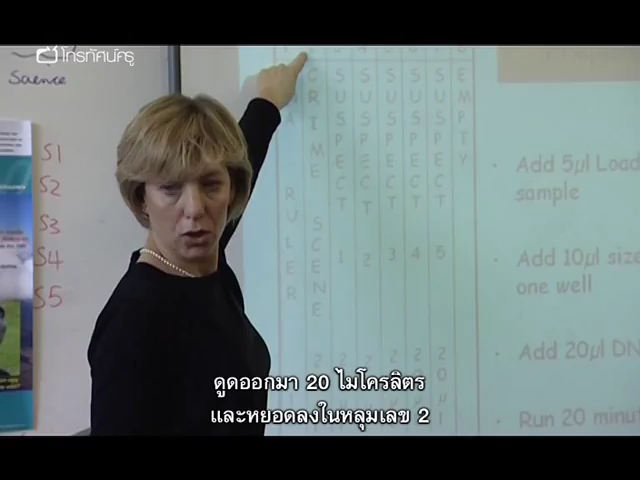 โทรทัศน์ครู
Science
S1
S2
S3
S4
S5
RULER
CRIME SCENE
SUSPECT 1
SUSPECT 2
SUSPECT 3
SUSPECT 4
SUSPECT 5
EMPTY
Add 5µl Load
sample
Add 10µl size
one well
Add 20µl DN
Run 20 minut
ดูดออกมา 20 ไมโครลิตร
และหยอดลงในหลุมเลข 2